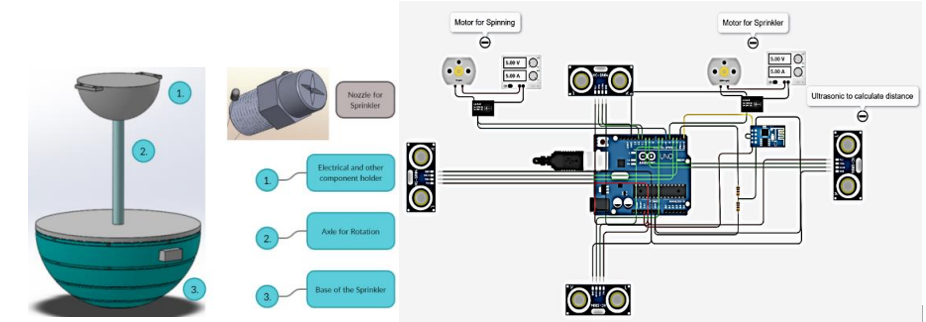 Motor for Spinning
Motor for Sprinkler
5.00 V
5.00 A
5.00 V
5.00 A
Ultrasonic to calculate distance
1.
Nozzle for
Sprinkler
2.
1.
Electrical and other
component holder
UNO
2.
Axle for Rotation
3.
3.
Base of the Sprinkler